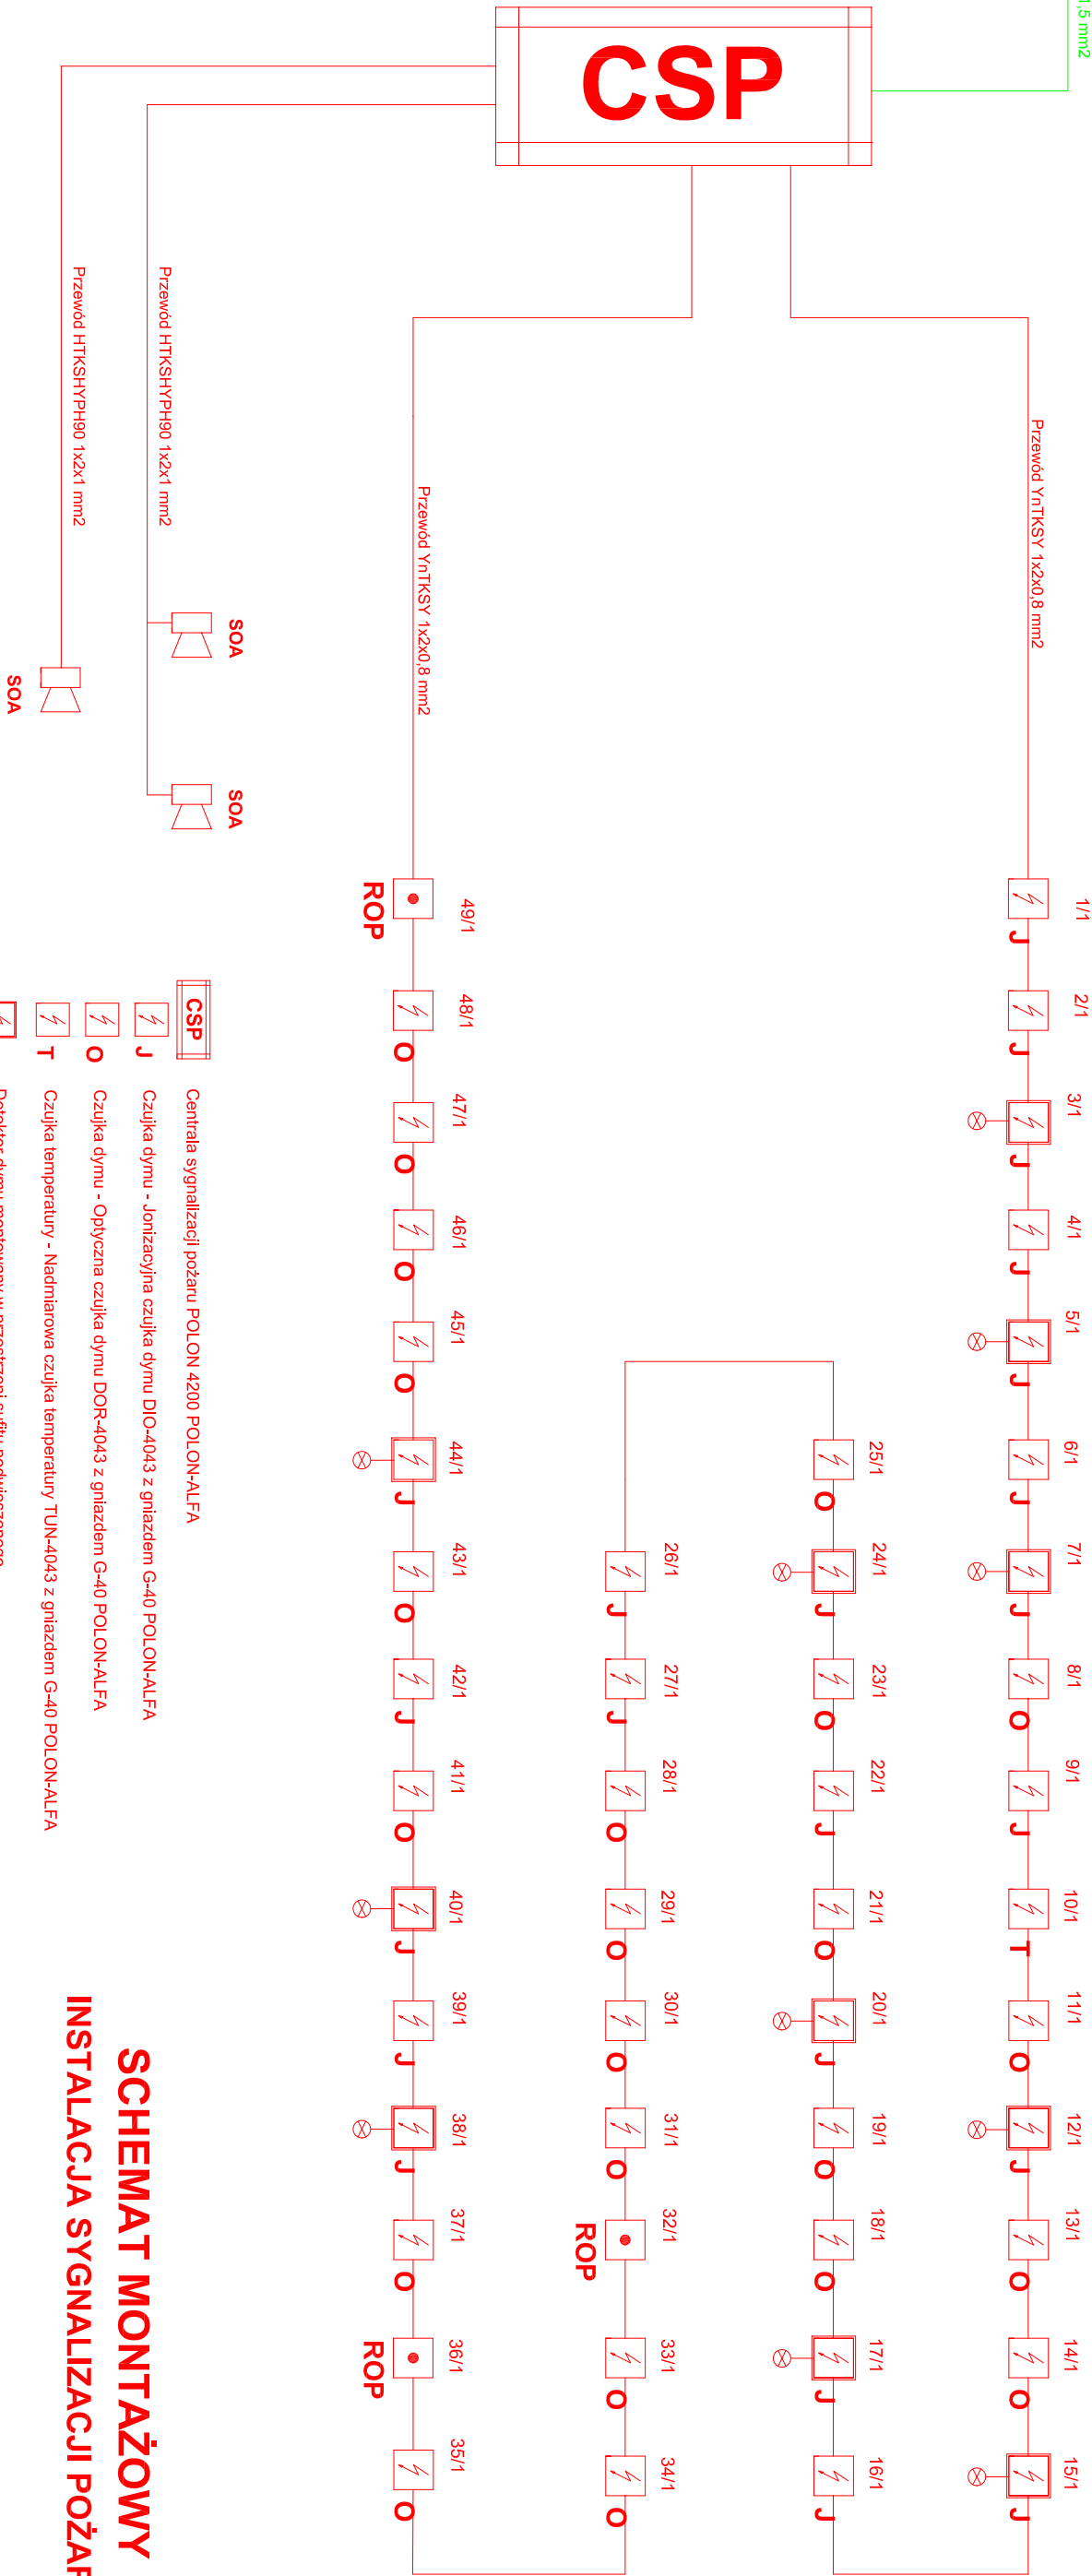 1,5 mm2
CSP
Przewód YnTKSY 1x2x0,8 mm2
1/1 2/1 3/1 4/1 5/1 6/1 7/1 8/1 9/1 10/1 11/1 12/1 13/1 14/1 15/1
J J J J J J J O J T O J O O J
25/1 24/1 23/1 22/1 21/1 20/1 19/1 18/1 17/1 16/1
O J O J O J O O J J
26/1 27/1 28/1 29/1 30/1 31/1 32/1 33/1 34/1
J J O O O O ROP O O
49/1 48/1 47/1 46/1 45/1 44/1 43/1 42/1 41/1 40/1 39/1 38/1 37/1 36/1 35/1
Przewód YnTKSY 1x2x0,8 mm2
ROP O O O O J O J O J J J O ROP O
SOA
SOA
Przewód HTKSHYPH90 1x2x1 mm2
Przewód HTKSHYPH90 1x2x1 mm2
SOA
CSP Centrala sygnalizacji pożaru POLON 4200 POLON-ALFA
J Czujka dymu - Jonizacyjna czujka dymu DIO-4043 z gniazdem G-40 POLON-ALFA
O Czujka dymu - Optyczna czujka dymu DOR-4043 z gniazdem G-40 POLON-ALFA
T Czujka temperatury - Nadmiarowa czujka temperatury TUN-4043 z gniazdem G-40 POLON-ALFA
SCHEMAT MONTAŻOWY
INSTALACJA SYGNALIZACJI POŻAR